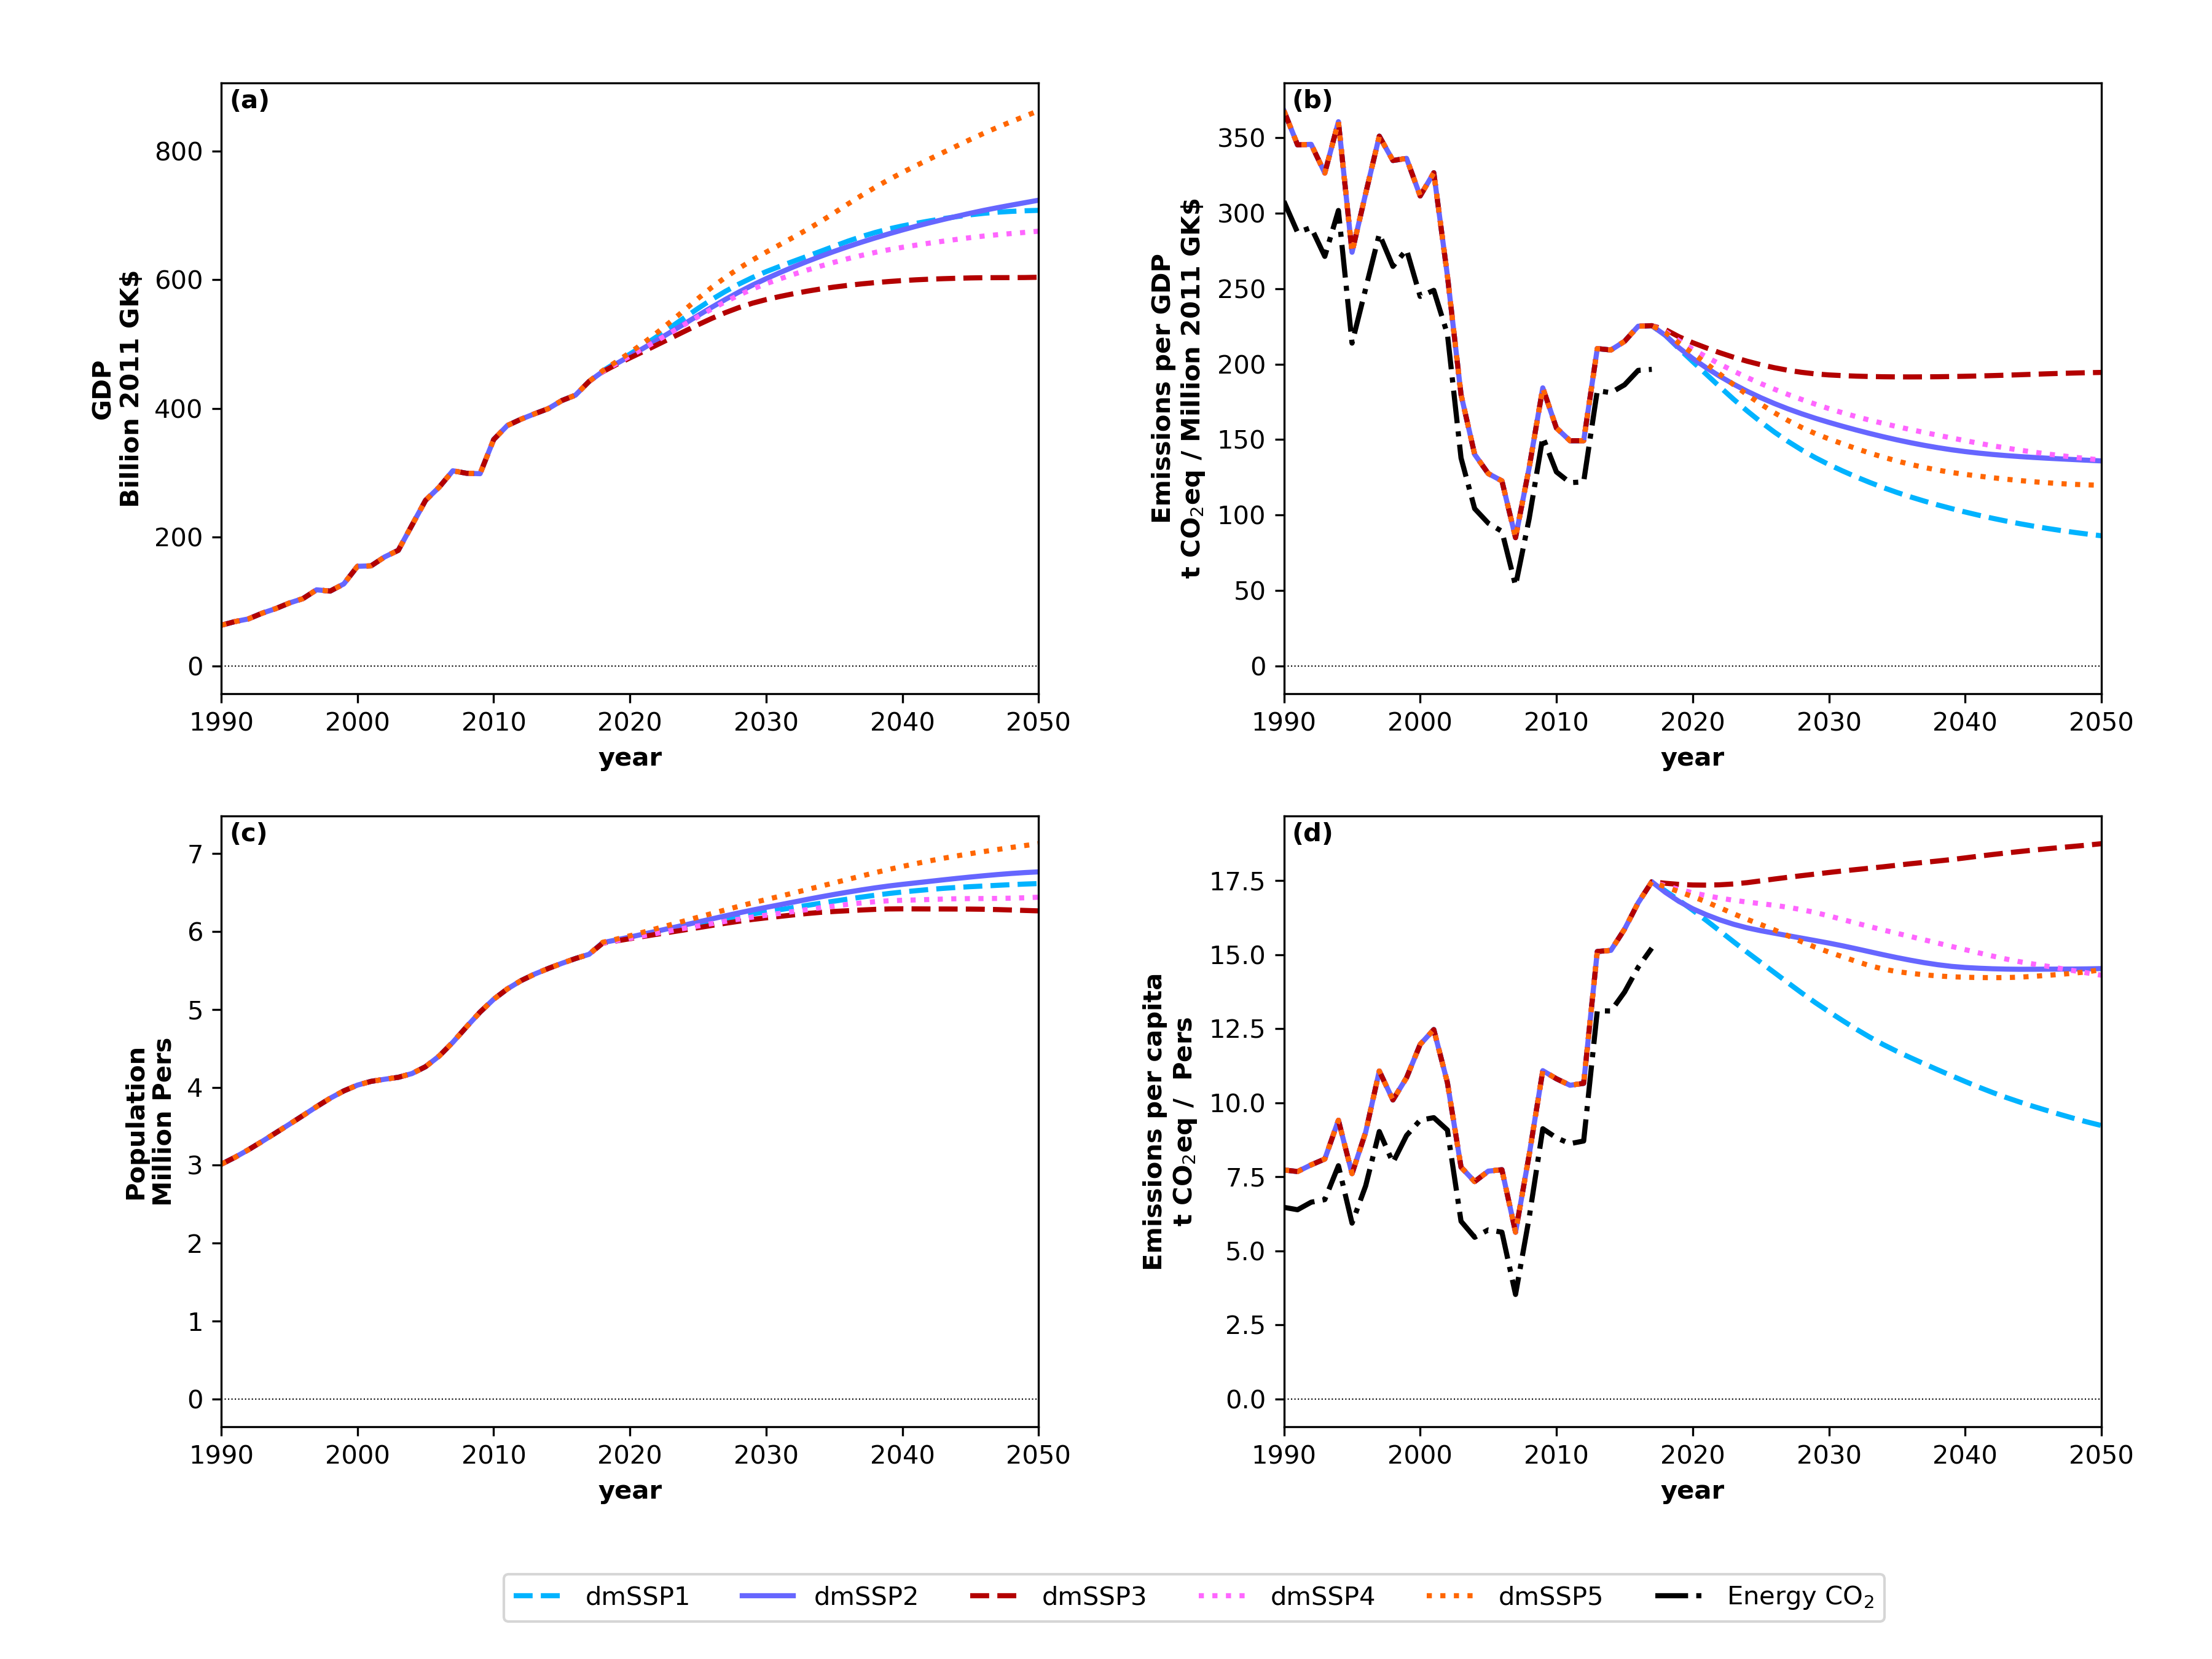 (a)
GDP
Billion 2011 GK$
800
600
400
200
0
1990 2000 2010 2020 2030 2040 2050
year
(b)
Emissions per GDP
t CO₂eq / Million 2011 GK$
350
300
250
200
150
100
50
0
1990 2000 2010 2020 2030 2040 2050
year
(c)
Population
Million Pers
7
6
5
4
3
2
1
0
1990 2000 2010 2020 2030 2040 2050
year
(d)
Emissions per capita
t CO₂eq / Pers
17.5
15.0
12.5
10.0
7.5
5.0
2.5
0.0
1990 2000 2010 2020 2030 2040 2050
year
dmSSP1 dmSSP2 dmSSP3 dmSSP4 dmSSP5 Energy CO₂